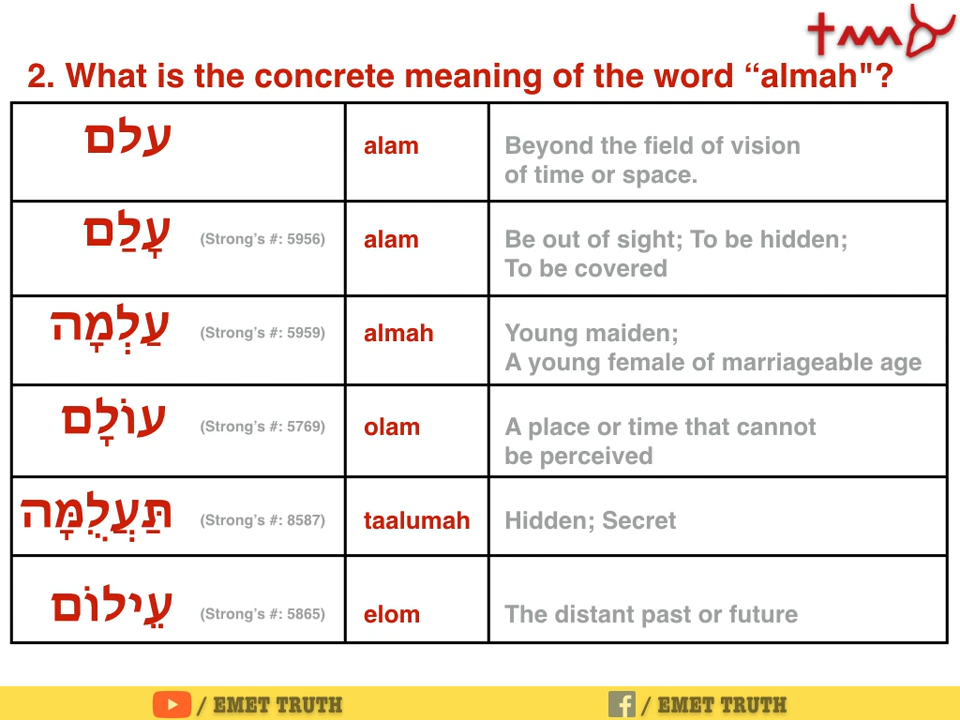 2. What is the concrete meaning of the word “almah"?
עלם
alam
Beyond the field of vision
of time or space.
עָלַם
(Strong’s #: 5956)
alam
Be out of sight; To be hidden;
To be covered
עַלְמָה
(Strong’s #: 5959)
almah
Young maiden;
A young female of marriageable age
עוֹלָם
(Strong’s #: 5769)
olam
A place or time that cannot
be perceived
תַּעֲלֻמָּה
(Strong’s #: 8587)
taalumah
Hidden; Secret
עֵילוֹם
(Strong’s #: 5865)
elom
The distant past or future
/ EMET TRUTH
/ EMET TRUTH